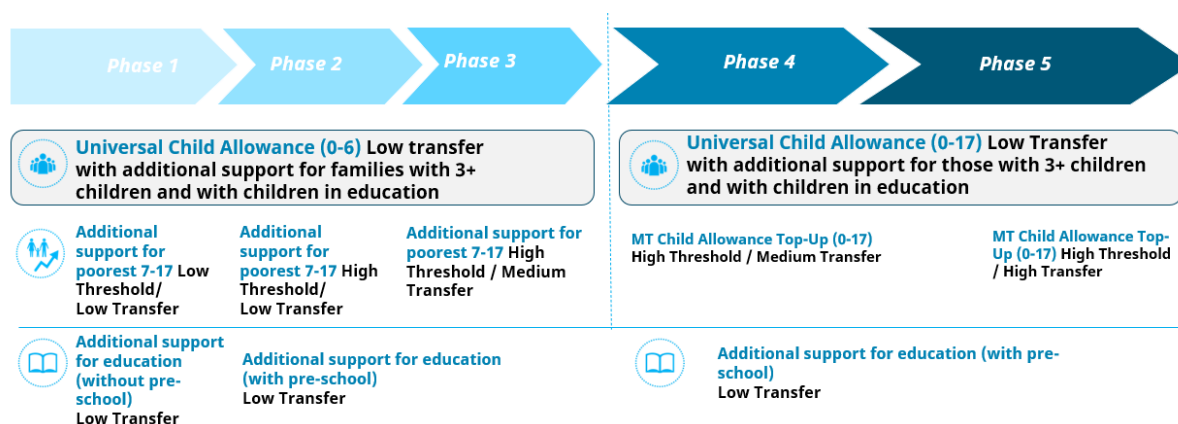 Phase 1
Phase 2
Phase 3
Phase 4
Phase 5
Universal Child Allowance (0-6) Low transfer
with additional support for families with 3+
children and with children in education
Universal Child Allowance (0-17) Low Transfer
with additional support for those with 3+ children
and with children in education
Additional
support for
poorest 7-17 Low
Threshold/
Low Transfer
Additional
support for
poorest 7-17 High
Threshold/
Low Transfer
Additional support for
poorest 7-17 High
Threshold / Medium
Transfer
MT Child Allowance Top-Up (0-17)
High Threshold / Medium Transfer
MT Child Allowance Top-
Up (0-17) High Threshold
/ High Transfer
Additional support
for education
(without pre-
school)
Low Transfer
Additional support for education
(with pre-school)
Low Transfer
Additional support for education (with pre-
school)
Low Transfer